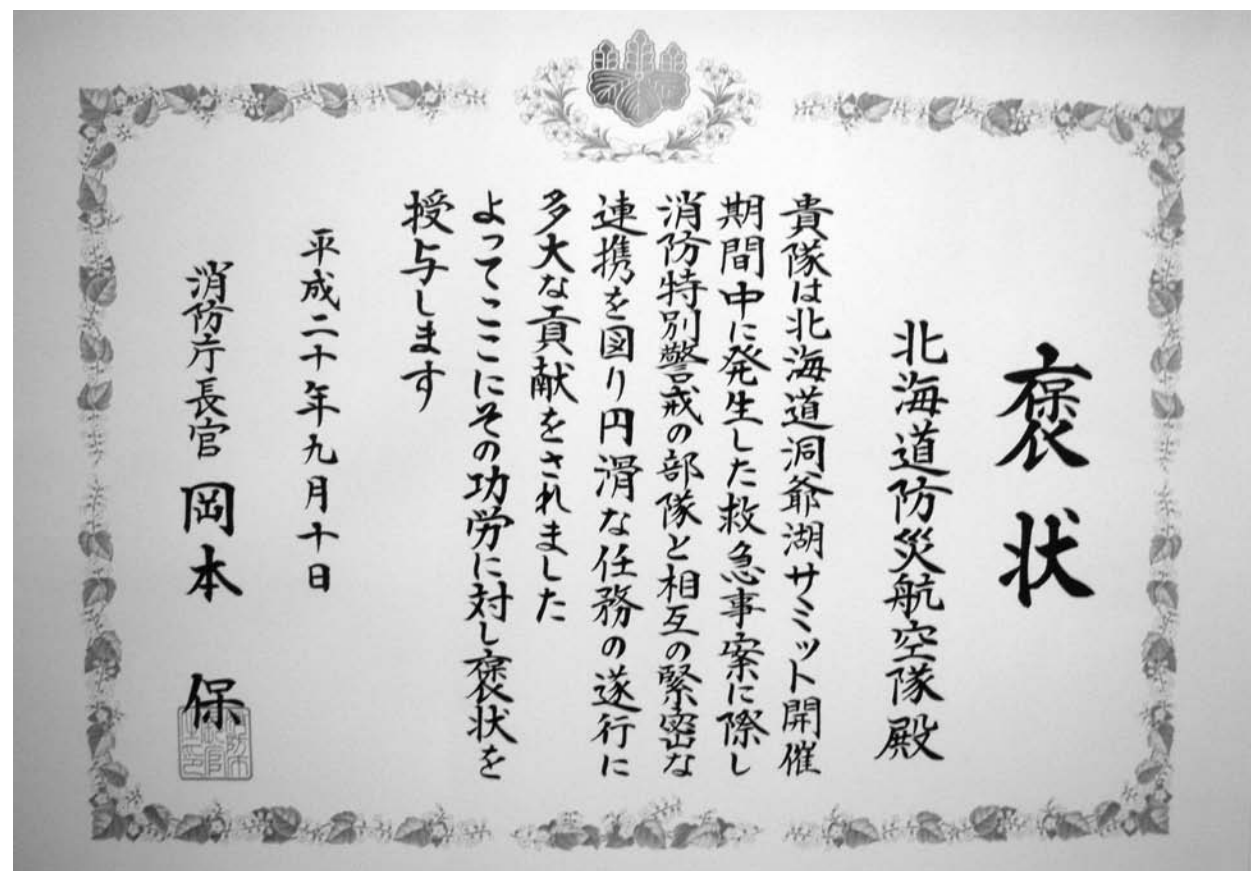 褒状
北海道防災航空隊殿
貴隊は北海道洞爺湖サミット開催
期間中に発生した救急事案に際し
消防特別警戒の部隊と相互の緊密な
連携を図り円滑な任務の遂行に
多大な貢献をされました
よってここにその功労に対し褒状を
授与します
平成二十年九月十日
消防庁長官 岡本 保